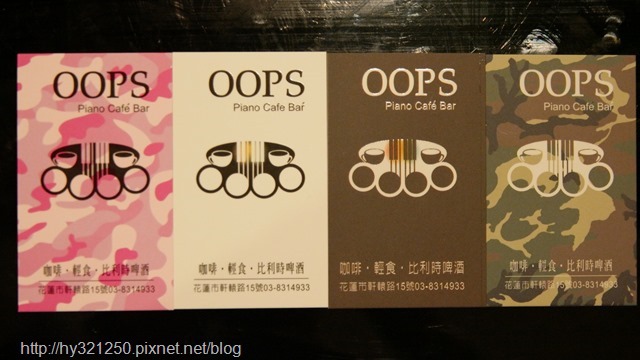 OOPS
Piano Café Bar
咖啡・輕食・比利時啤酒
花蓮市軒轅路15號03-8314933
OOPS
Piano Cafe Bar
咖啡・輕食・比利時啤酒
花蓮市軒轅路15號03-8314933
OOPS
Piano Café Bar
咖啡・輕食・比利時啤酒
花蓮市軒轅路15號03-8314933
OOPS
Piano Café Bar
咖啡・輕食・比利時啤酒
花蓮市軒轅路15號03-8314933
http://hy321250.pixnet.net/blog